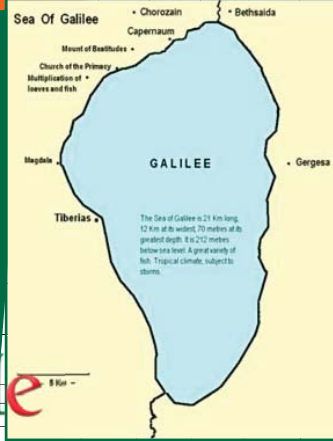 Sea Of Galilee
Chorozain
Bethsaida
Capernaum
Mount of Beatitudes
Church of the Primacy
Multiplication of
loaves and fish
Magdala
GALILEE
Gergesa
Tiberias
The Sea of Galilee is 21 Km long,
12 Km at its widest, 70 metres at its
greatest depth. It is 212 metres
below sea level. A great variety of
fish. Tropical climate, subject to
storms.
5 Km
e